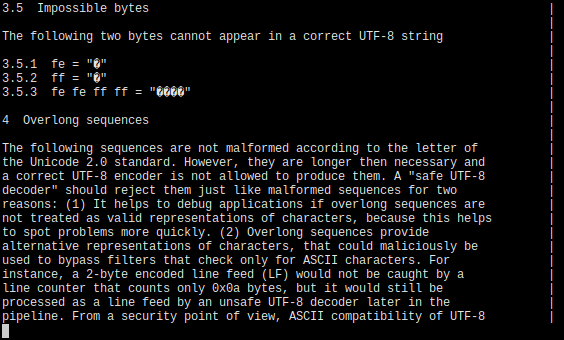 3.5  Impossible bytes                                                         |
                                                                              |
The following two bytes cannot appear in a correct UTF-8 string               |
                                                                              |
3.5.1  fe = "�"                                                               |
3.5.2  ff = "�"                                                               |
3.5.3  fe fe ff ff = "����"                                                   |
                                                                              |
4  Overlong sequences                                                         |
                                                                              |
The following sequences are not malformed according to the letter of          |
the Unicode 2.0 standard. However, they are longer then necessary and         |
a correct UTF-8 encoder is not allowed to produce them. A "safe UTF-8         |
decoder" should reject them just like malformed sequences for two             |
reasons: (1) It helps to debug applications if overlong sequences are         |
not treated as valid representations of characters, because this helps        |
to spot problems more quickly. (2) Overlong sequences provide                 |
alternative representations of characters, that could maliciously be          |
used to bypass filters that check only for ASCII characters. For              |
instance, a 2-byte encoded line feed (LF) would not be caught by a            |
line counter that counts only 0x0a bytes, but it would still be               |
processed as a line feed by an unsafe UTF-8 decoder later in the              |
pipeline. From a security point of view, ASCII compatibility of UTF-8         |